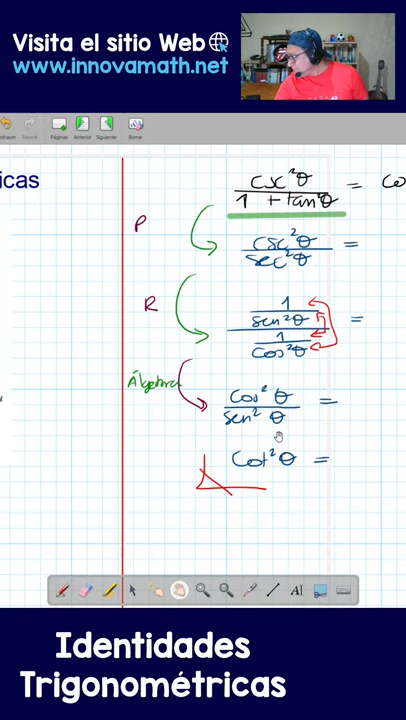 Visita el sitio Web
www.innovamath.net
Páginas Anterior Siguiente Borrar
icas
csc²θ / 1 + tan²θ = co
P
csc²θ / sec²θ =
R
1 / sen²θ / 1 / cos²θ =
Álgebra
cos²θ / sen²θ =
cot²θ =
AI
Identidades
Trigonométricas